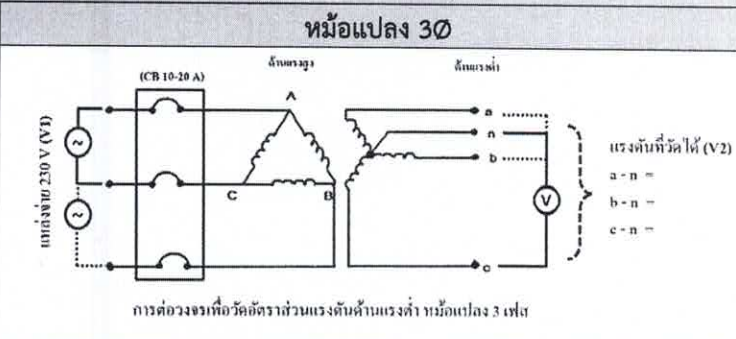 หม้อแปลง 3Ø
ด้านแรงสูง
ด้านแรงต่ำ
(CB 10-20 A)
A
C
B
a
n
b
c
V
แหล่งจ่าย 230 V (V1)
แรงดันที่วัดได้ (V2)
a - n =
b - n =
c - n =
การต่อวงจรเพื่อวัดอัตราส่วนแรงดันด้านแรงต่ำ หม้อแปลง 3 เฟส